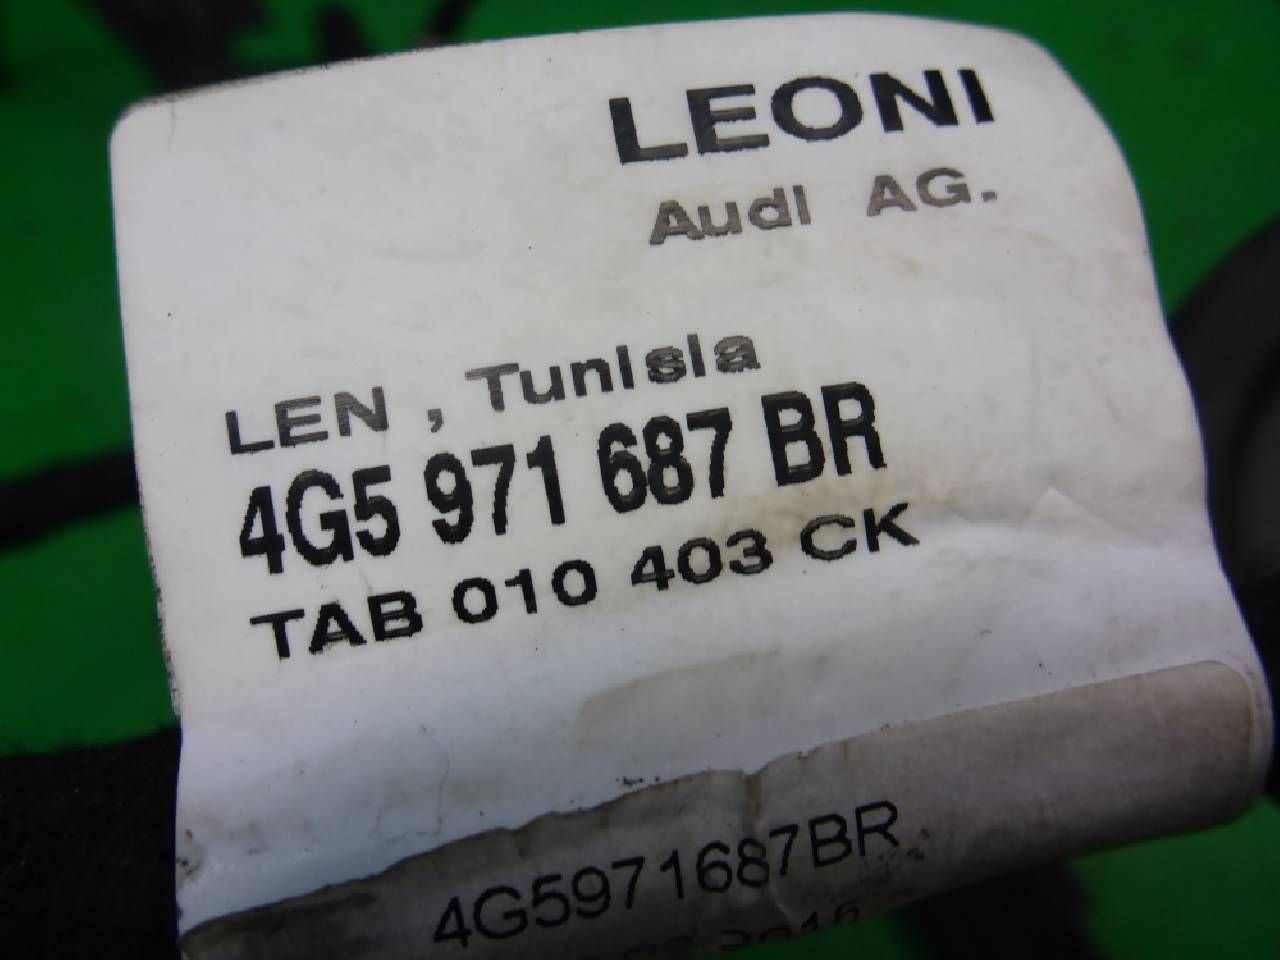 LEONI
Audi AG.
LEN , Tunisia
4G5 971 687 BR
TAB 010 403 CK
4G5971687BR